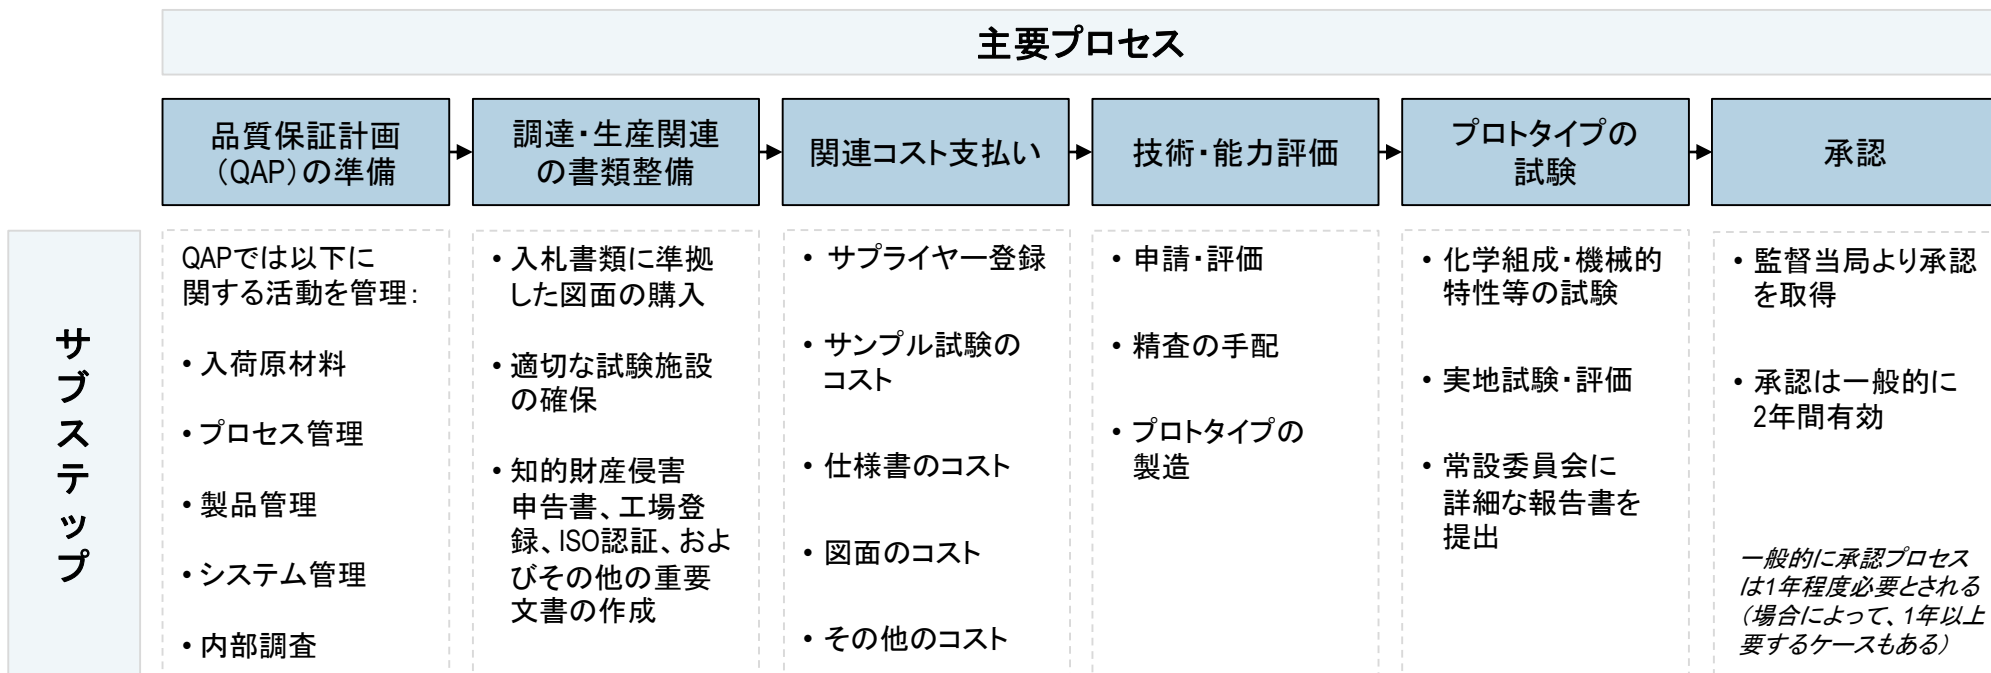 主要プロセス
品質保証計画
（QAP）の準備
調達・生産関連
の書類整備
関連コスト支払い
技術・能力評価
プロトタイプの
試験
承認
サブステップ
QAPでは以下に
関する活動を管理：
• 入荷原材料
• プロセス管理
• 製品管理
• システム管理
• 内部調査
• 入札書類に準拠
した図面の購入
• 適切な試験施設
の確保
• 知的財産侵害
申告書、工場登
録、ISO認証、およ
びその他の重要
文書の作成
• サプライヤー登録
• サンプル試験の
コスト
• 仕様書のコスト
• 図面のコスト
• その他のコスト
• 申請・評価
• 精査の手配
• プロトタイプの
製造
• 化学組成・機械的
特性等の試験
• 実地試験・評価
• 常設委員会に
詳細な報告書を
提出
• 監督当局より承認
を取得
• 承認は一般的に
2年間有効
一般的に承認プロセス
は1年程度必要とされる
（場合によって、1年以上
要するケースもある）